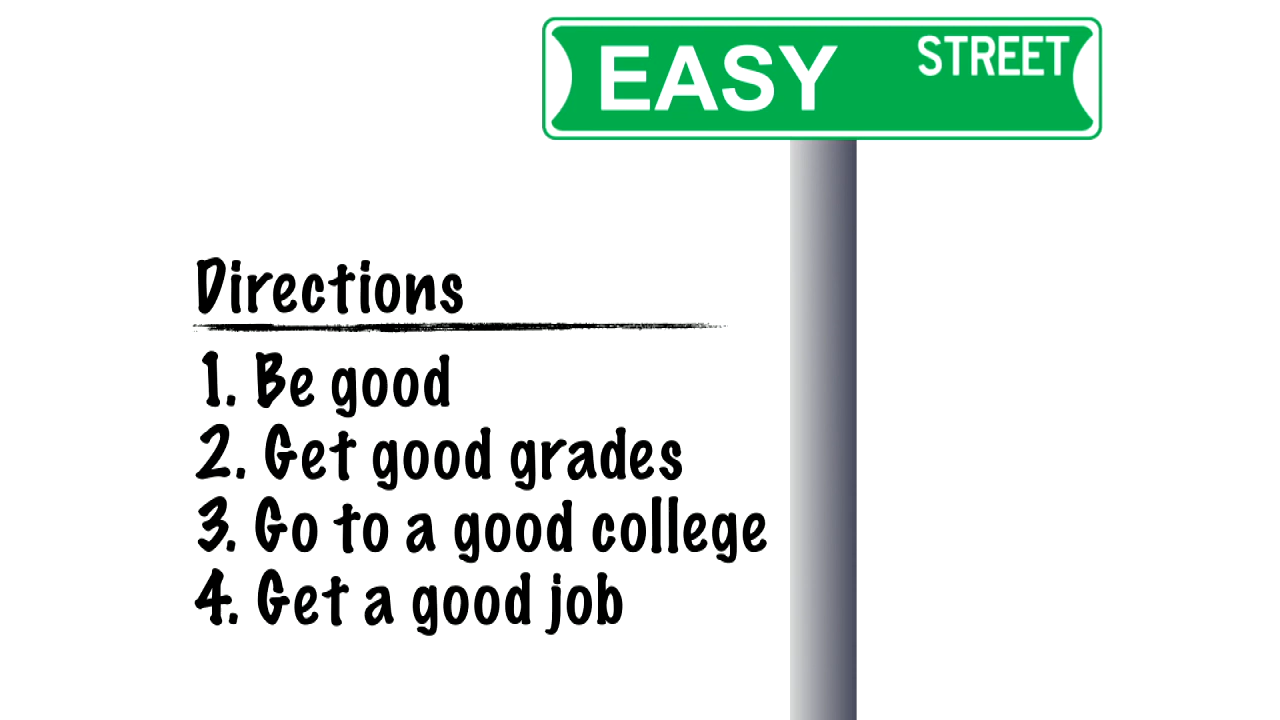 EASY STREET
Directions
1. Be good
2. Get good grades
3. Go to a good college
4. Get a good job